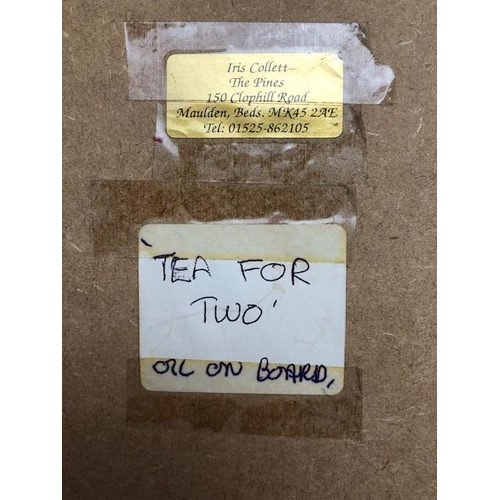 Iris Collett
The Pines
150 Clophill Road
Maulden, Beds. MK45 2AE
Tel: 01525-862105
'TEA FOR
TWO'
OIL ON BOARD,